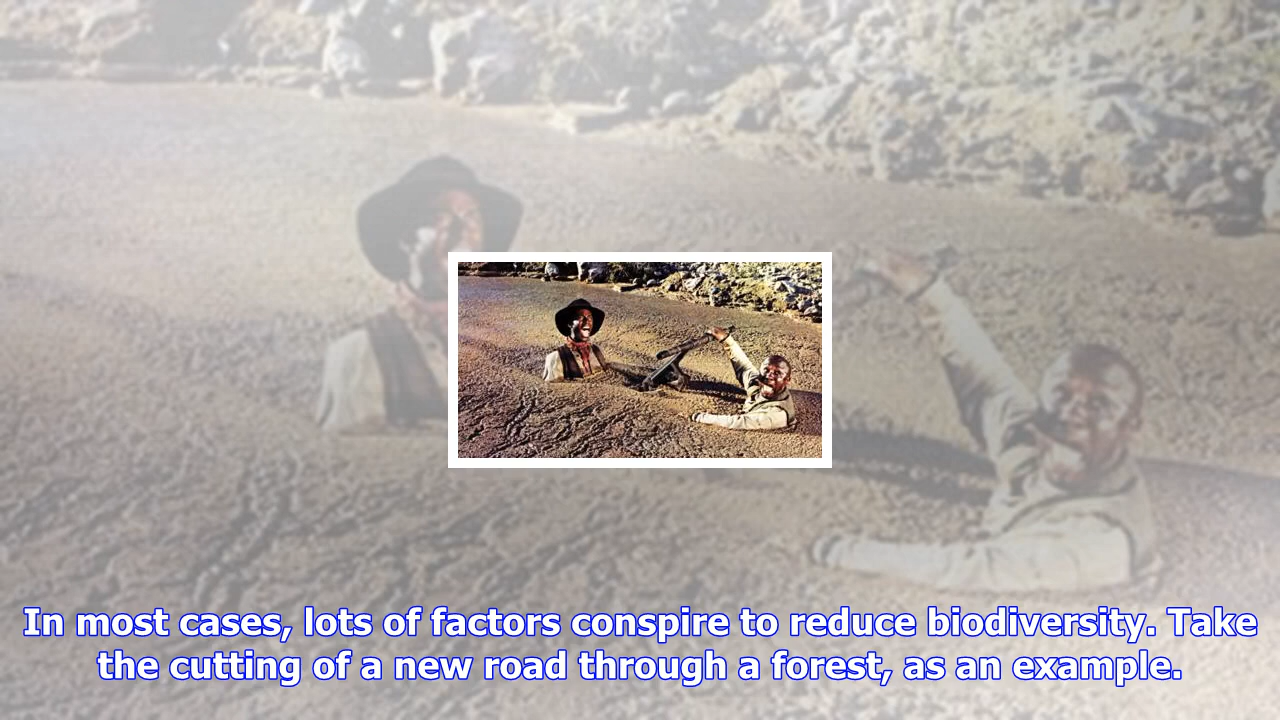 In most cases, lots of factors conspire to reduce biodiversity. Take
the cutting of a new road through a forest, as an example.